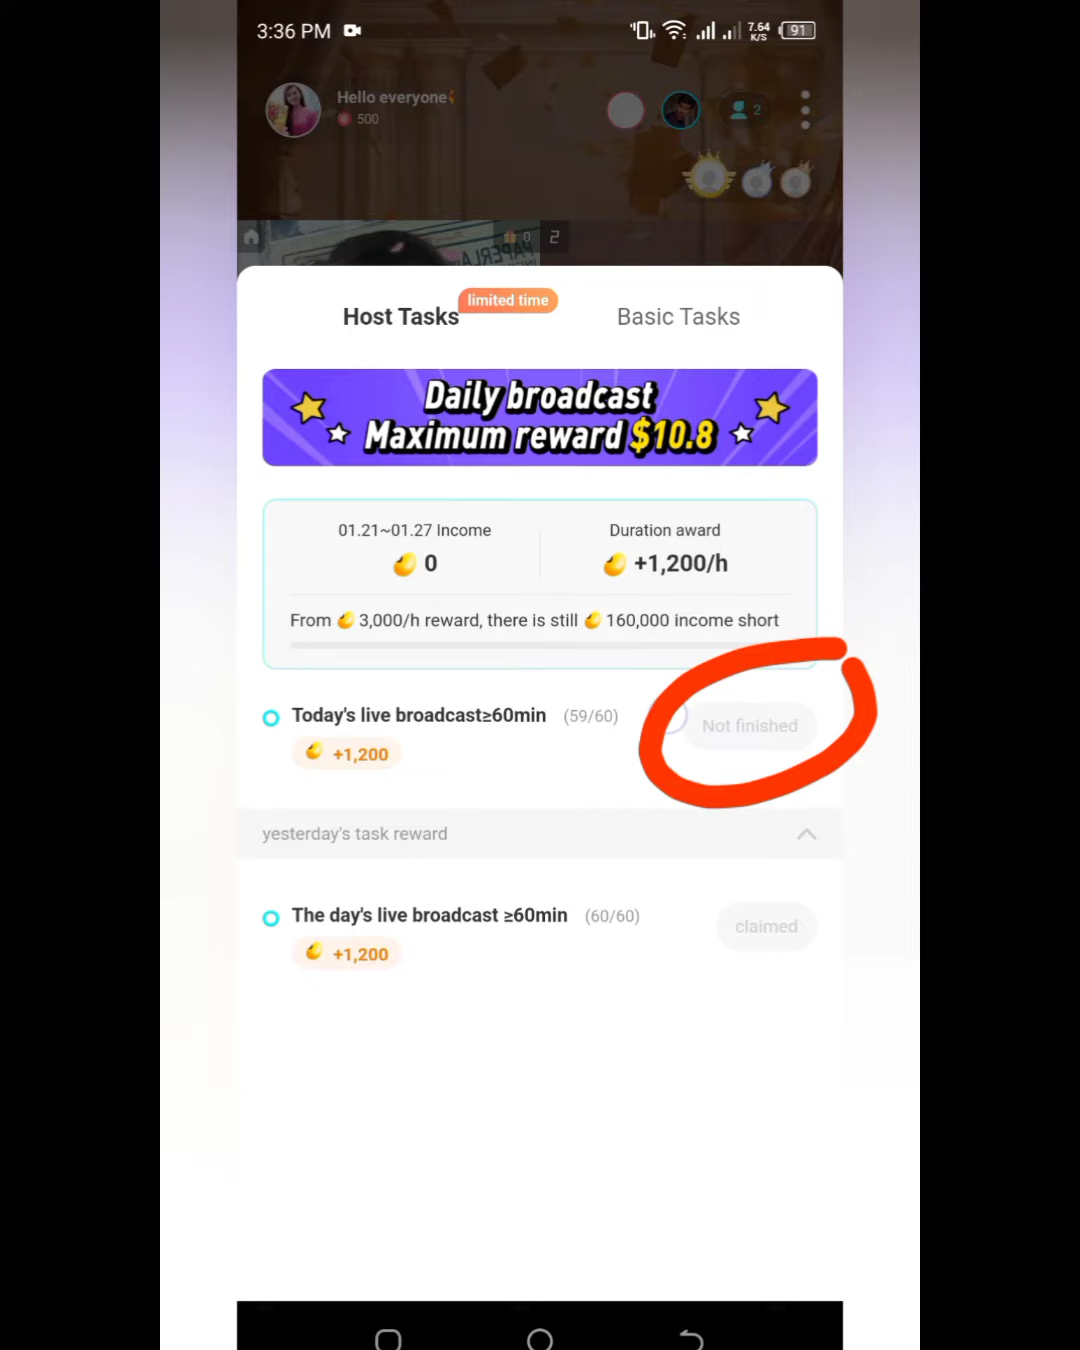 3:36 PM
7.64
K/S
91
Hello everyone
500
2
0
2
limited time
Host Tasks
Basic Tasks
Daily broadcast
Maximum reward $10.8
01.21~01.27 Income
Duration award
0
+1,200/h
From 3,000/h reward, there is still 160,000 income short
Today's live broadcast≥60min (59/60)
Not finished
+1,200
yesterday's task reward
The day's live broadcast ≥60min (60/60)
claimed
+1,200